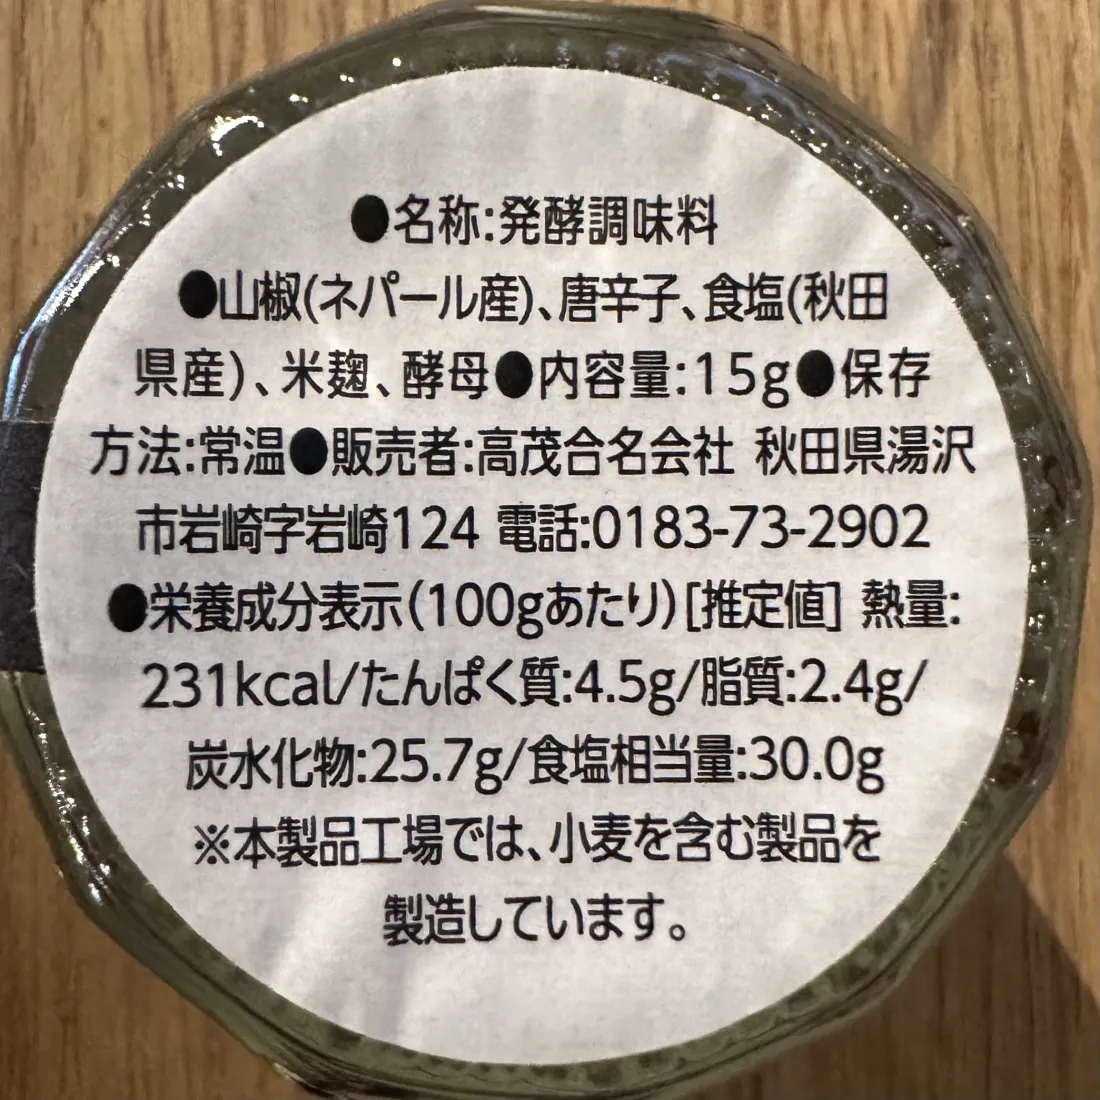 ●名称:発酵調味料
●山椒(ネパール産)、唐辛子、食塩(秋田
県産)、米麹、酵母●内容量:15g●保存
方法:常温●販売者:高茂合名会社 秋田県湯沢
市岩崎字岩崎124 電話:0183-73-2902
●栄養成分表示(100gあたり)[推定値] 熱量:
231kcal/たんぱく質:4.5g/脂質:2.4g/
炭水化物:25.7g/食塩相当量:30.0g
※本製品工場では、小麦を含む製品を
製造しています。